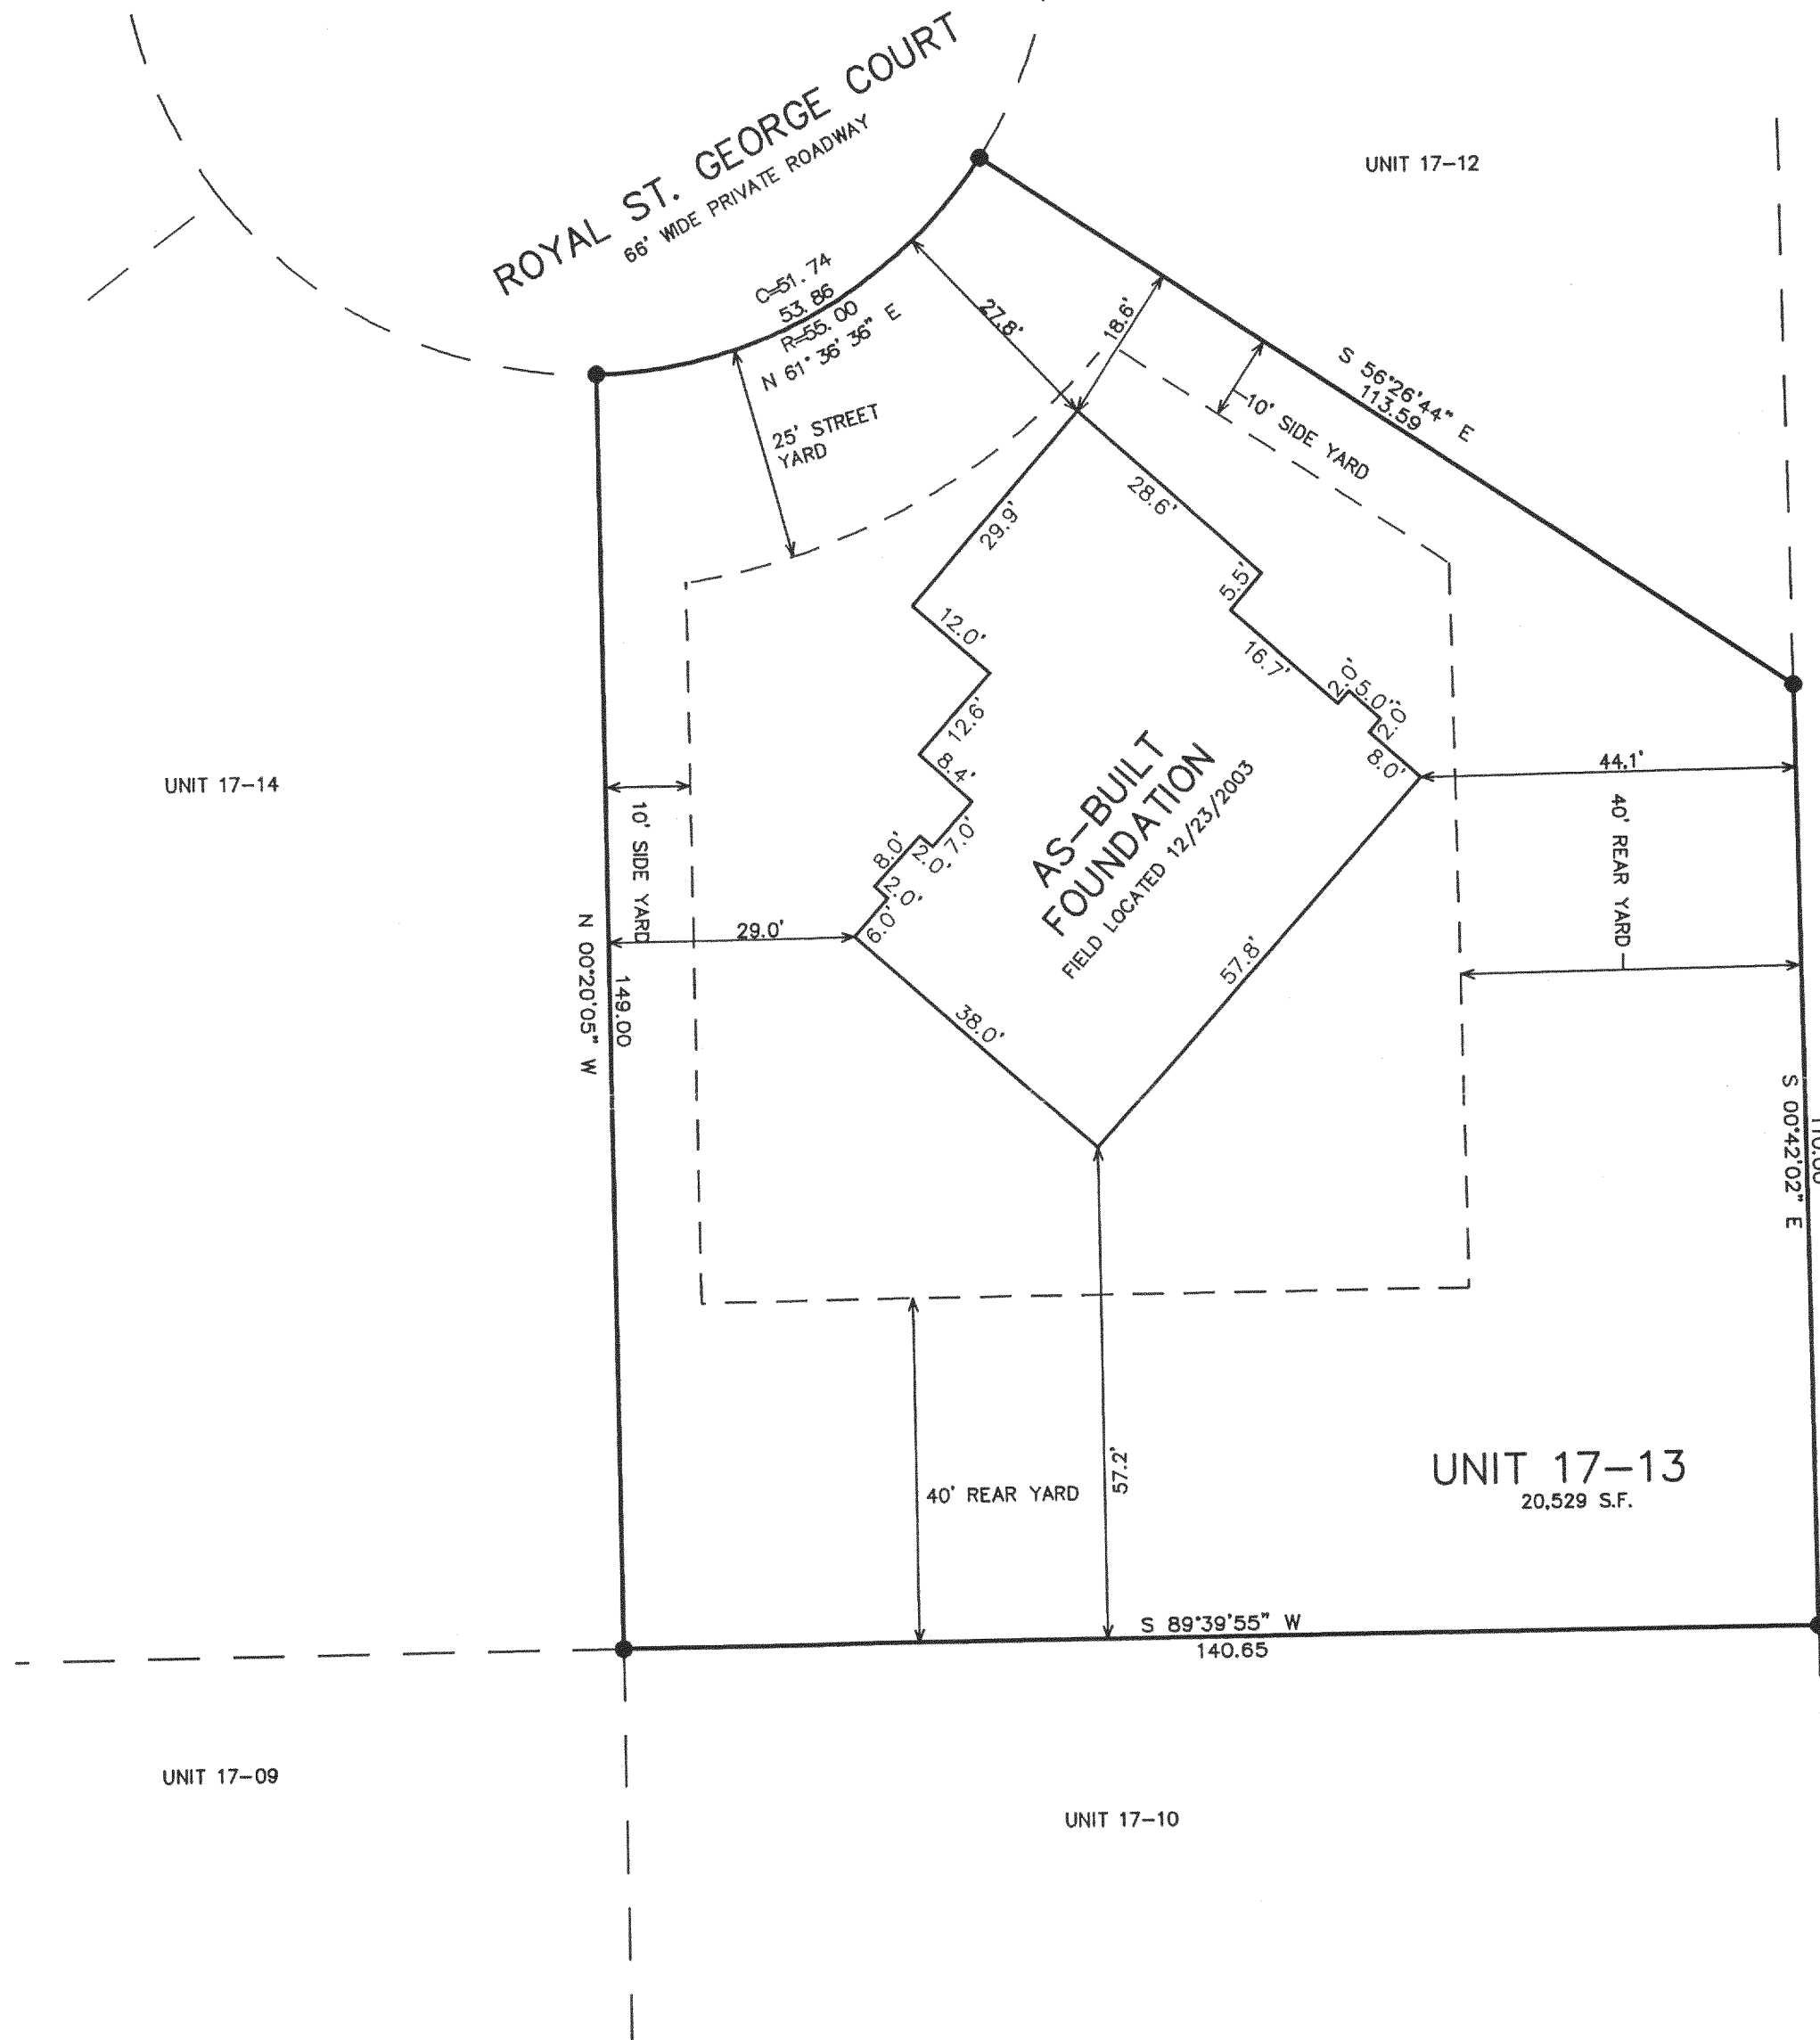 ROYAL ST. GEORGE COURT
66' WIDE PRIVATE ROADWAY
UNIT 17-12
C=51.74
53.86
R=55.00
N 61°36'36" E
27.8'
18.6'
S 56°26'44" E
113.59
10' SIDE YARD
25' STREET
YARD
28.6'
29.9'
5.5'
12.0'
16.7'
2.0'
5.0'
2.0'
8.0'
12.6'
8.4'
44.1'
UNIT 17-14
10' SIDE YARD
8.0'
2.0'
7.0'
2.0'
6.0'
AS-BUILT
FOUNDATION
FIELD LOCATED 12/23/2003
40' REAR YARD
29.0'
57.8'
38.0'
N 00°20'05" W
149.00
S 00°42'02" E
57.2'
40' REAR YARD
UNIT 17-13
20,529 S.F.
S 89°39'55" W
140.65
UNIT 17-09
UNIT 17-10